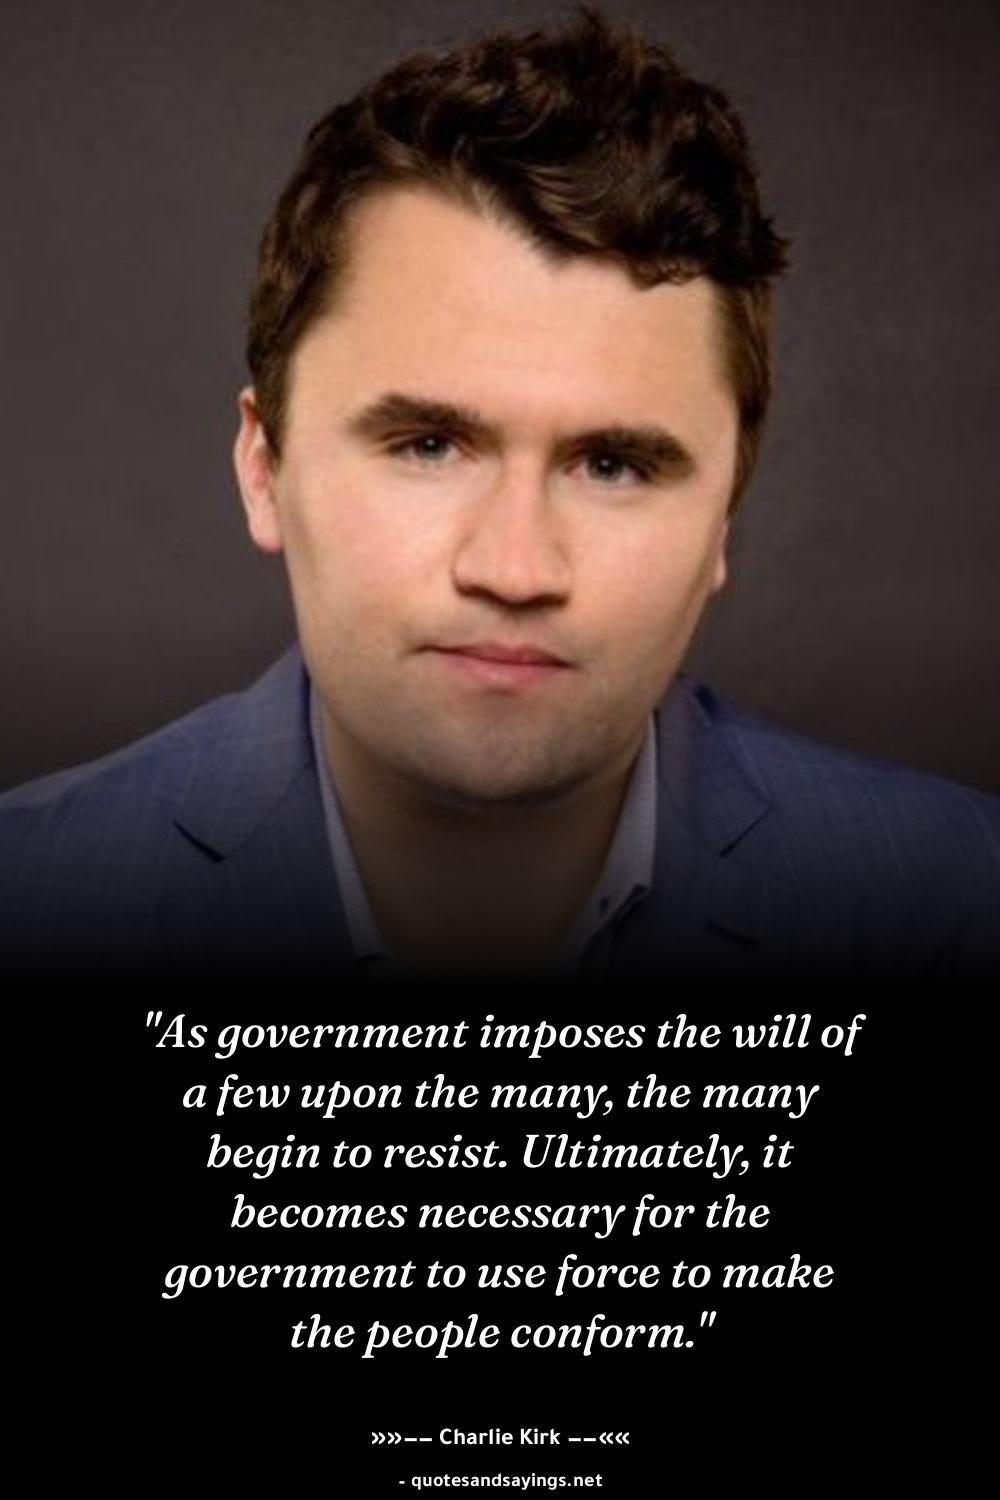 "As government imposes the will of
a few upon the many, the many
begin to resist. Ultimately, it
becomes necessary for the
government to use force to make
the people conform."
»»−− Charlie Kirk −−««
- quotesandsayings.net